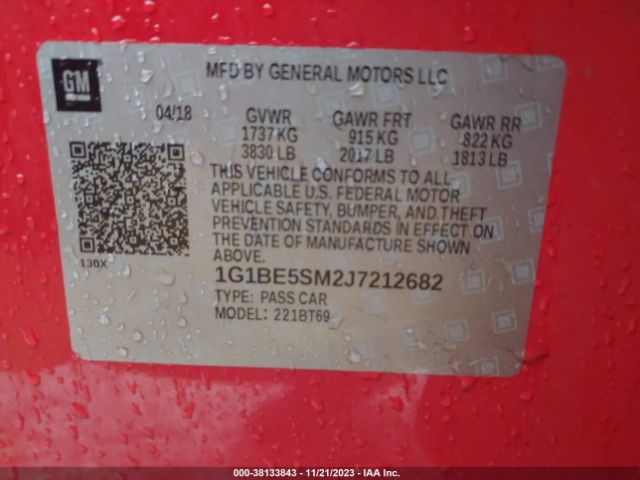 GM
MFD BY GENERAL MOTORS LLC
04/18 GVWR GAWR FRT GAWR RR
1737 KG 915 KG 822 KG
3830 LB 2017 LB 1813 LB
THIS VEHICLE CONFORMS TO ALL
APPLICABLE U.S. FEDERAL MOTOR
VEHICLE SAFETY, BUMPER, AND THEFT
PREVENTION STANDARDS IN EFFECT ON
THE DATE OF MANUFACTURE SHOWN
ABOVE.
130X
1G1BE5SM2J7212682
TYPE: PASS CAR
MODEL: 221BT69
000-38133843 - 11/21/2023 - IAA Inc.